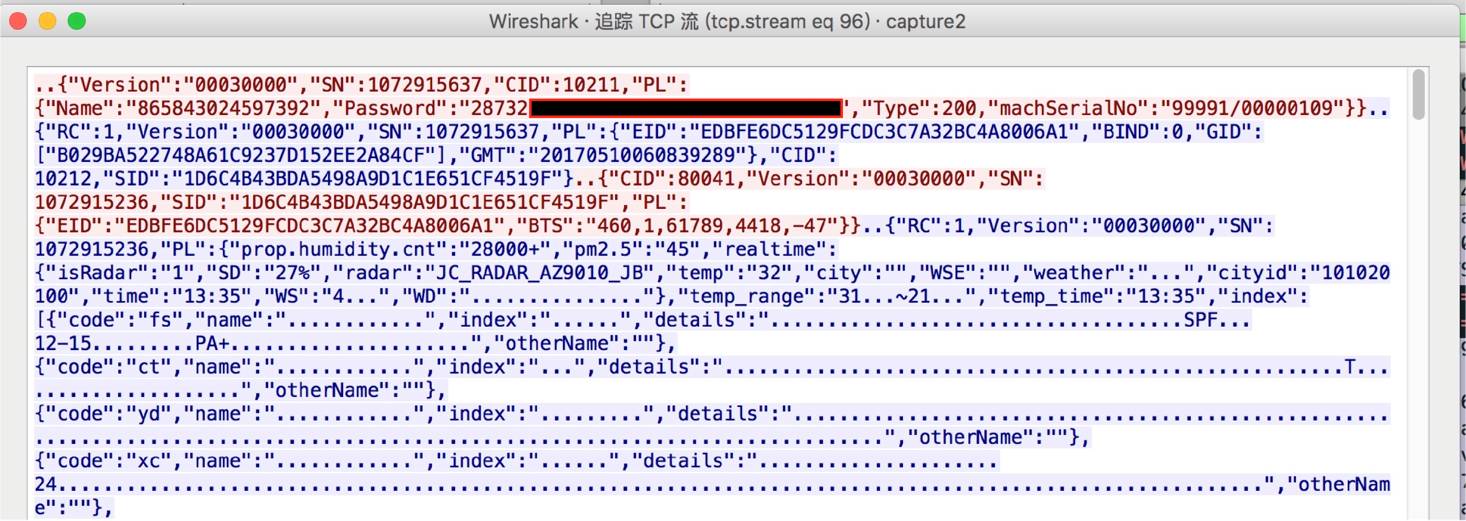 Wireshark · 追踪 TCP 流 (tcp.stream eq 96) · capture2
..{"Version":"00030000","SN":1072915637,"CID":10211,"PL":
{"Name":"865843024597392","Password":"28732 ","Type":200,"machSerialNo":"99991/00000109"}}..
{"RC":1,"Version":"00030000","SN":1072915637,"PL":{"EID":"EDBFE6DC5129FCDC3C7A32BC4A8006A1","BIND":0,"GID":
["B029BA522748A61C9237D152EE2A84CF"],"GMT":"20170510060839289"},"CID":
10212,"SID":"1D6C4B43BDA5498A9D1C1E651CF4519F"}..{"CID":80041,"Version":"00030000","SN":
1072915236,"SID":"1D6C4B43BDA5498A9D1C1E651CF4519F","PL":
{"EID":"EDBFE6DC5129FCDC3C7A32BC4A8006A1","BTS":"460,1,61789,4418,-47"}}..{"RC":1,"Version":"00030000","SN":
1072915236,"PL":{"prop.humidity.cnt":"28000+","pm2.5":"45","realtime":
{"isRadar":"1","SD":"27%","radar":"JC_RADAR_AZ9010_JB","temp":"32","city":"","WSE":"","weather":"...","cityid":"101020
100","time":"13:35","WS":"4...","WD":"..............."},"temp_range":"31...~21...","temp_time":"13:35","index":
[{"code":"fs","name":"............","index":"......","details":"....................................SPF...
12-15.........PA+.....................","otherName":""},
{"code":"ct","name":"............","index":"...","details":"......................................................T...
..................","otherName":""},
{"code":"yd","name":"............","index":".........","details":"....................................................
..........................................................................","otherName":""},
{"code":"xc","name":"............","index":"......","details":".....................
24.........................................................................................................","otherNam
e":""},